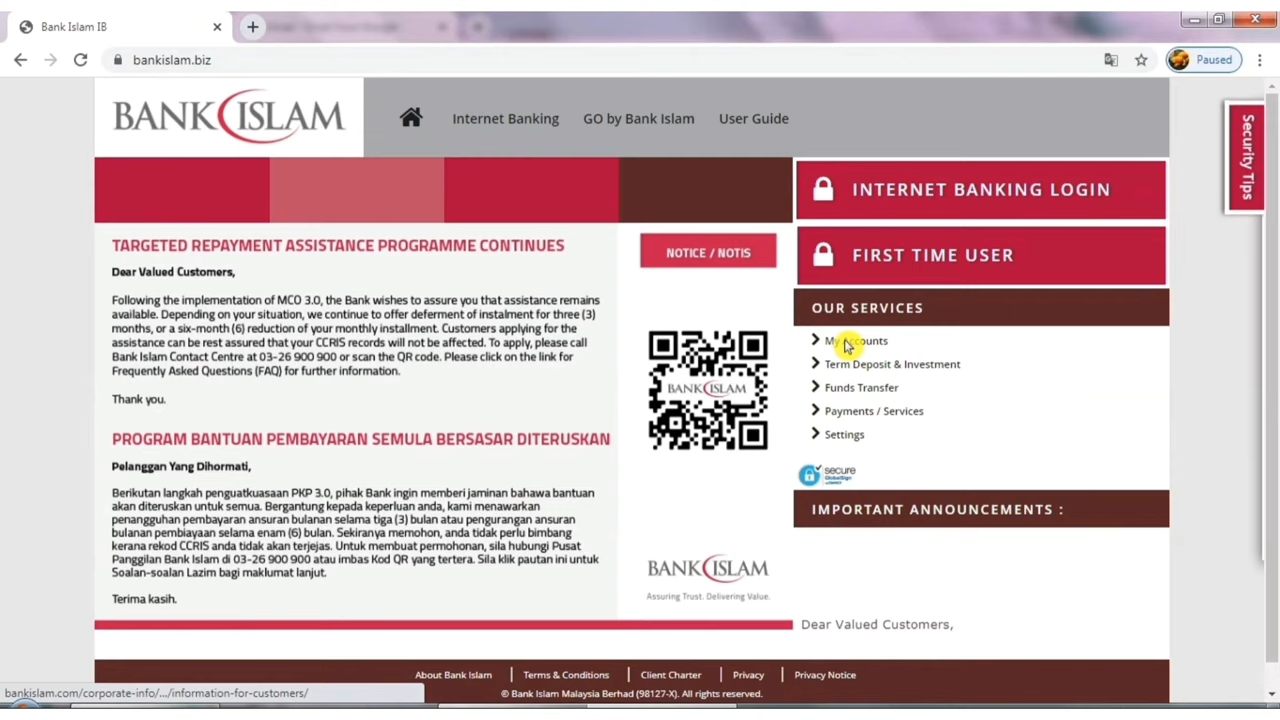 Bank Islam IB
bankislam.biz
Paused
BANK ISLAM
Internet Banking
GO by Bank Islam
User Guide
Security Tips
INTERNET BANKING LOGIN
FIRST TIME USER
TARGETED REPAYMENT ASSISTANCE PROGRAMME CONTINUES
Dear Valued Customers,
Following the implementation of MCO 3.0, the Bank wishes to assure you that assistance remains
available. Depending on your situation, we continue to offer deferment of instalment for three (3)
months, or a six-month (6) reduction of your monthly installment. Customers applying for the
assistance can be rest assured that your CCRIS records will not be affected. To apply, please call
Bank Islam Contact Centre at 03-26 900 900 or scan the QR code. Please click on the link for
Frequently Asked Questions (FAQ) for further information.
Thank you.
PROGRAM BANTUAN PEMBAYARAN SEMULA BERSASAR DITERUSKAN
Pelanggan Yang Dihormati,
Berikutan langkah penguatkuasaan PKP 3.0, pihak Bank ingin memberi jaminan bahawa bantuan
akan diteruskan untuk semua. Bergantung kepada keperluan anda, kami menawarkan
penangguhan pembayaran ansuran bulanan selama tiga (3) bulan atau pengurangan ansuran
bulanan pembiayaan selama enam (6) bulan. Sekiranya memohon, anda tidak perlu bimbang
kerana rekod CCRIS anda tidak akan terjejas. Untuk membuat permohonan, sila hubungi Pusat
Panggilan Bank Islam di 03-26 900 900 atau imbas Kod QR yang tertera. Sila klik pautan ini untuk
Soalan-soalan Lazim bagi maklumat lanjut.
Terima kasih.
NOTICE / NOTIS
BANK ISLAM
BANK ISLAM
Assuring Trust. Delivering Value.
OUR SERVICES
My Accounts
Term Deposit & Investment
Funds Transfer
Payments / Services
Settings
secure
GlobalSign
IMPORTANT ANNOUNCEMENTS :
Dear Valued Customers,
About Bank Islam
Terms & Conditions
Client Charter
Privacy
Privacy Notice
© Bank Islam Malaysia Berhad (98127-X). All rights reserved.
bankislam.com/corporate-info/.../information-for-customers/